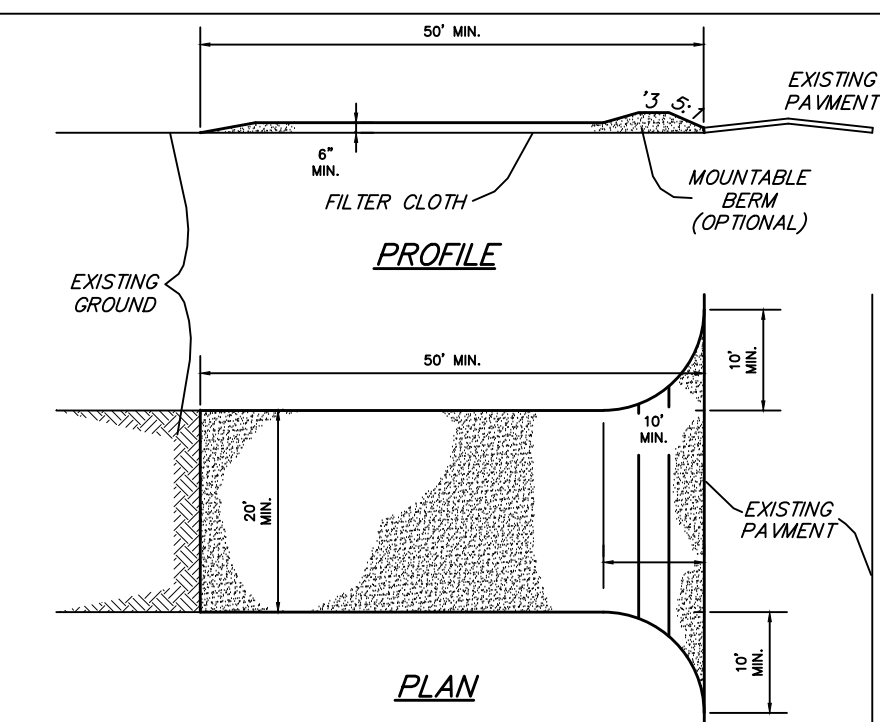 50' MIN.
'3 5:1
EXISTING
PAVMENT
6"
MIN.
FILTER CLOTH
MOUNTABLE
BERM
(OPTIONAL)
PROFILE
EXISTING
GROUND
50' MIN.
10'
MIN.
10'
MIN.
20'
MIN.
EXISTING
PAVMENT
10'
MIN.
PLAN